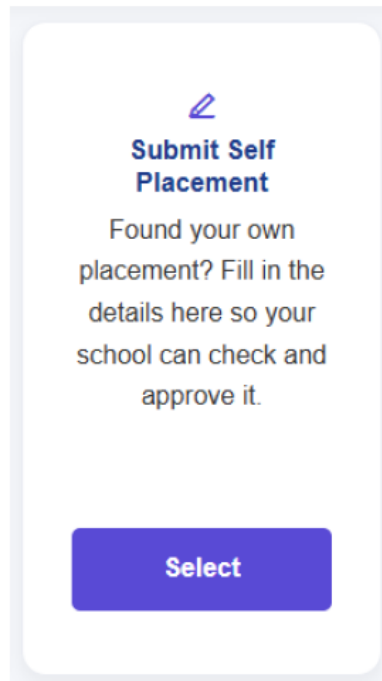 Submit Self
Placement
Found your own
placement? Fill in the
details here so your
school can check and
approve it.
Select